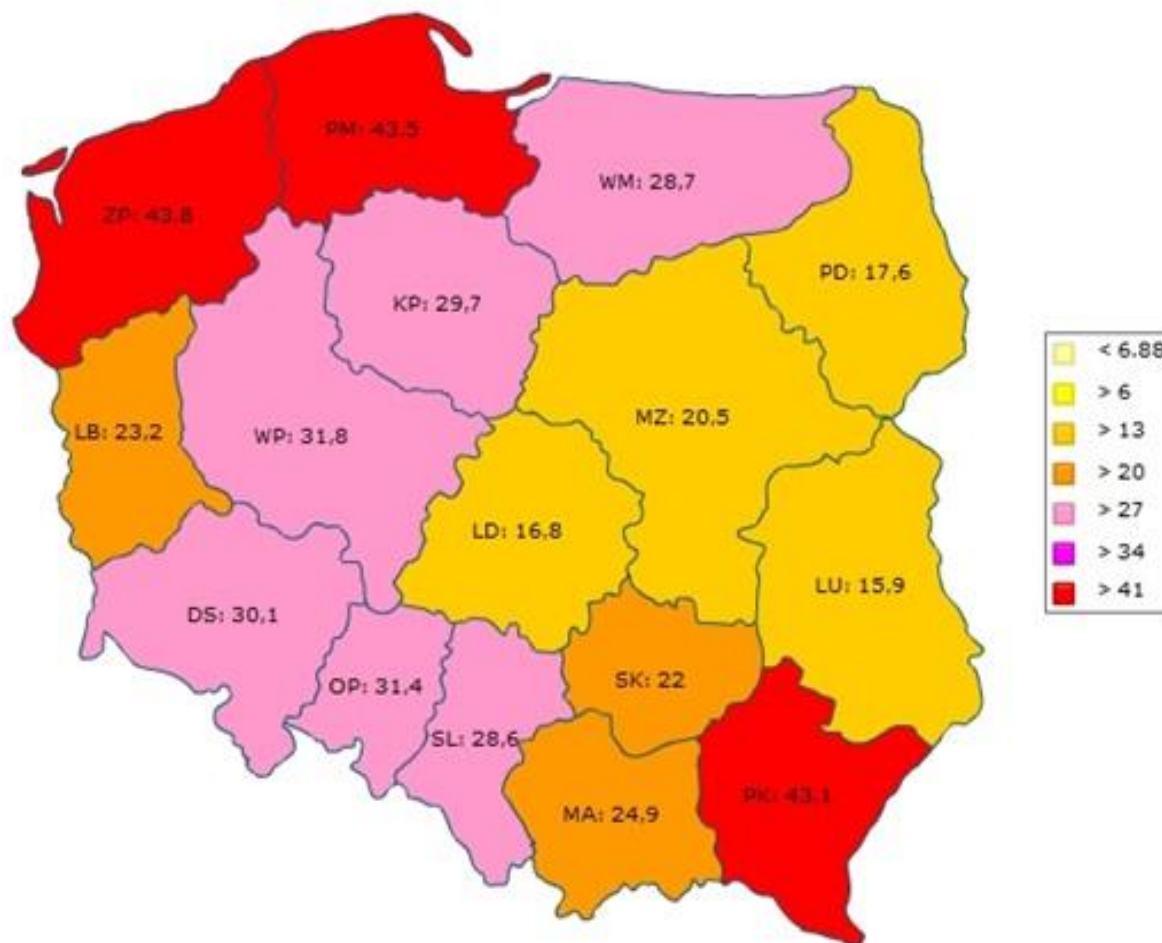 PM: 43.5
WM: 28,7
ZP: 43.8
PD: 17,6
KP: 29,7
LB: 23,2
WP: 31,8
MZ: 20,5
LD: 16,8
LU: 15,9
DS: 30,1
OP: 31,4
SK: 22
SL: 28,6
PK: 43,1
MA: 24,9
< 6.88
> 6
> 13
> 20
> 27
> 34
> 41